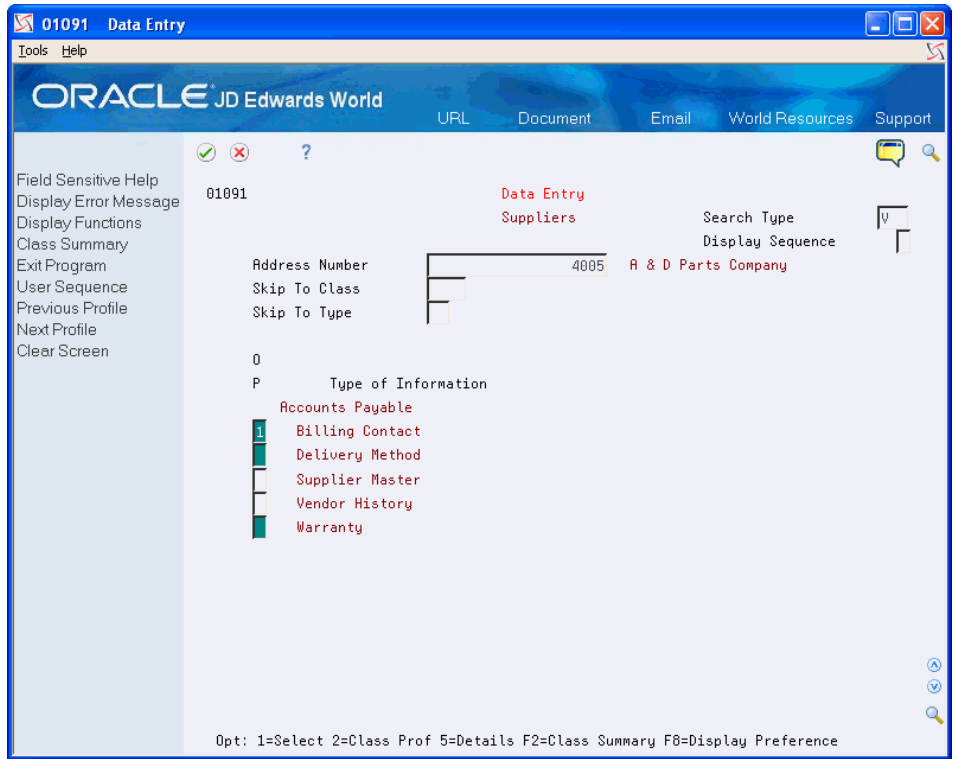 01091 Data Entry
Tools Help
ORACLE JD Edwards World
URL Document Email World Resources Support
?
Field Sensitive Help
Display Error Message
Display Functions
Class Summary
Exit Program
User Sequence
Previous Profile
Next Profile
Clear Screen
01091 Data Entry
Suppliers Search Type V
Display Sequence
Address Number 4005 A & D Parts Company
Skip To Class
Skip To Type
O
P Type of Information
Accounts Payable
1 Billing Contact
Delivery Method
Supplier Master
Vendor History
Warranty
Opt: 1=Select 2=Class Prof 5=Details F2=Class Summary F8=Display Preference